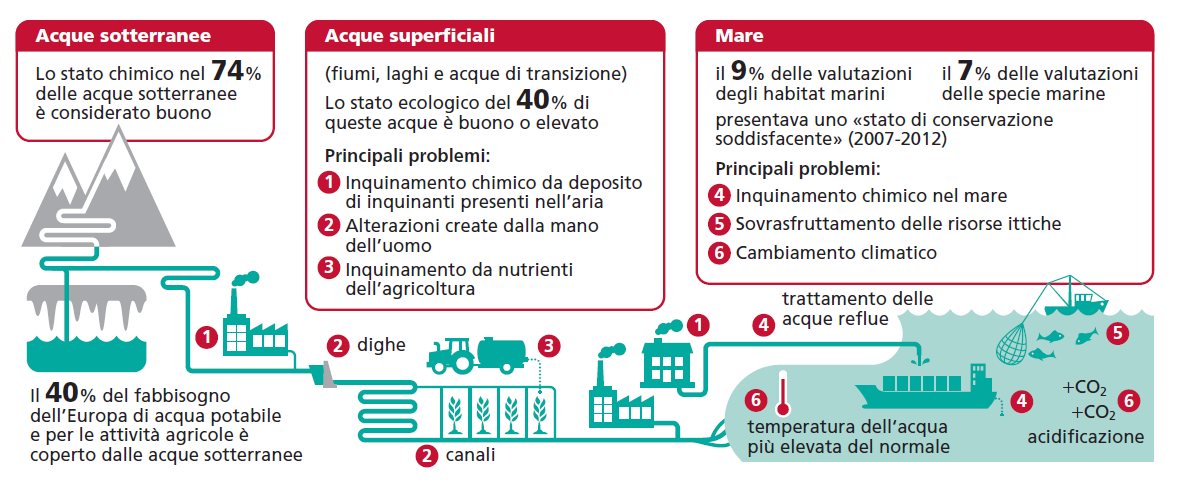 Acque sotterranee
Lo stato chimico nel 74%
delle acque sotterranee
è considerato buono
Acque superficiali
(fiumi, laghi e acque di transizione)
Lo stato ecologico del 40% di
queste acque è buono o elevato
Principali problemi:
1 Inquinamento chimico da deposito
di inquinanti presenti nell'aria
2 Alterazioni create dalla mano
dell'uomo
3 Inquinamento da nutrienti
dell'agricoltura
Mare
il 9% delle valutazioni
degli habitat marini
il 7% delle valutazioni
delle specie marine
presentava uno «stato di conservazione
soddisfacente» (2007-2012)
Principali problemi:
4 Inquinamento chimico nel mare
5 Sovrasfruttamento delle risorse ittiche
6 Cambiamento climatico
1
2 dighe
3
1
4
trattamento delle
acque reflue
5
Il 40% del fabbisogno
dell'Europa di acqua potabile
e per le attività agricole è
coperto dalle acque sotterranee
2 canali
6
temperatura dell'acqua
più elevata del normale
4
+CO₂
+CO₂
6
acidificazione